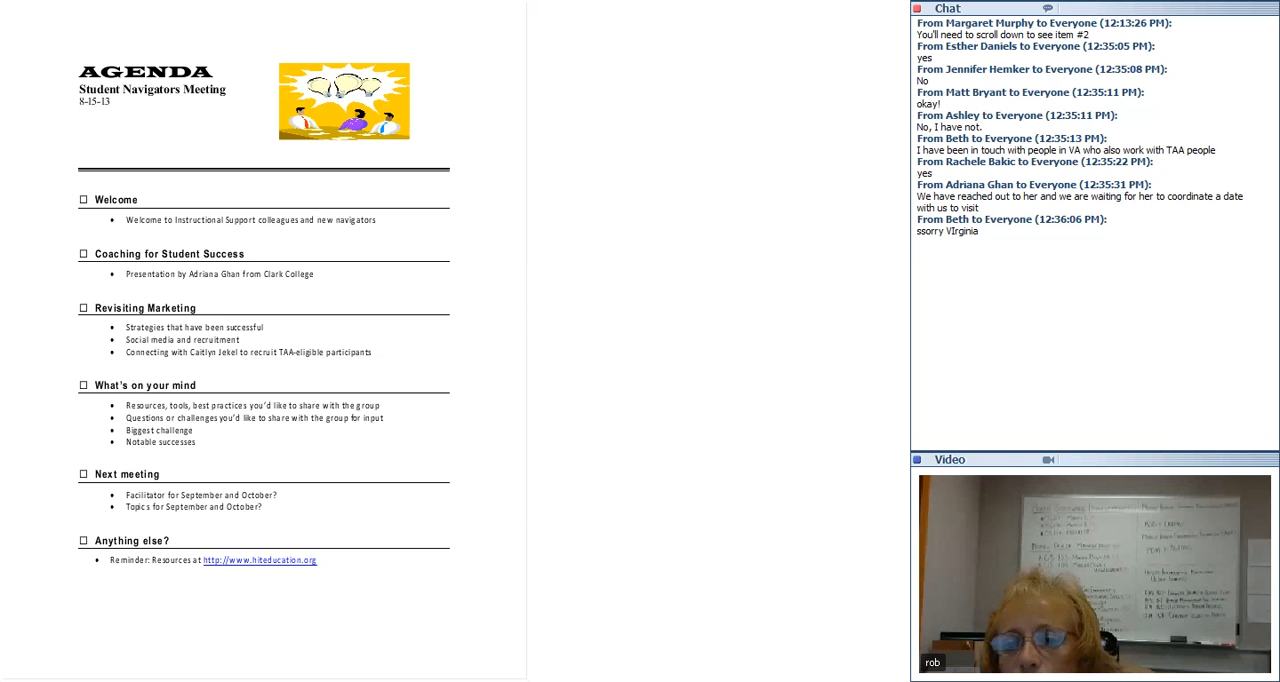 AGENDA
Student Navigators Meeting
8-15-13
Welcome
Welcome to Instructional Support colleagues and new navigators
Coaching for Student Success
Presentation by Adriana Ghan from Clark College
Revisiting Marketing
Strategies that have been successful
Social media and recruitment
Connecting with Caitlyn Jekel to recruit TAA-eligible participants
What's on your mind
Resources, tools, best practices you'd like to share with the group
Questions or challenges you'd like to share with the group for input
Biggest challenge
Notable successes
Next meeting
Facilitator for September and October?
Topics for September and October?
Anything else?
Reminder: Resources at http://www.hiteducation.org
Chat
From Margaret Murphy to Everyone (12:13:26 PM):
You'll need to scroll down to see item #2
From Esther Daniels to Everyone (12:35:05 PM):
yes
From Jennifer Hemker to Everyone (12:35:08 PM):
No
From Matt Bryant to Everyone (12:35:11 PM):
okay!
From Ashley to Everyone (12:35:11 PM):
No, I have not.
From Beth to Everyone (12:35:13 PM):
I have been in touch with people in VA who also work with TAA people
From Rachele Bakic to Everyone (12:35:22 PM):
yes
From Adriana Ghan to Everyone (12:35:31 PM):
We have reached out to her and we are waiting for her to coordinate a date
with us to visit
From Beth to Everyone (12:36:06 PM):
ssorry VIrginia
Video
rob